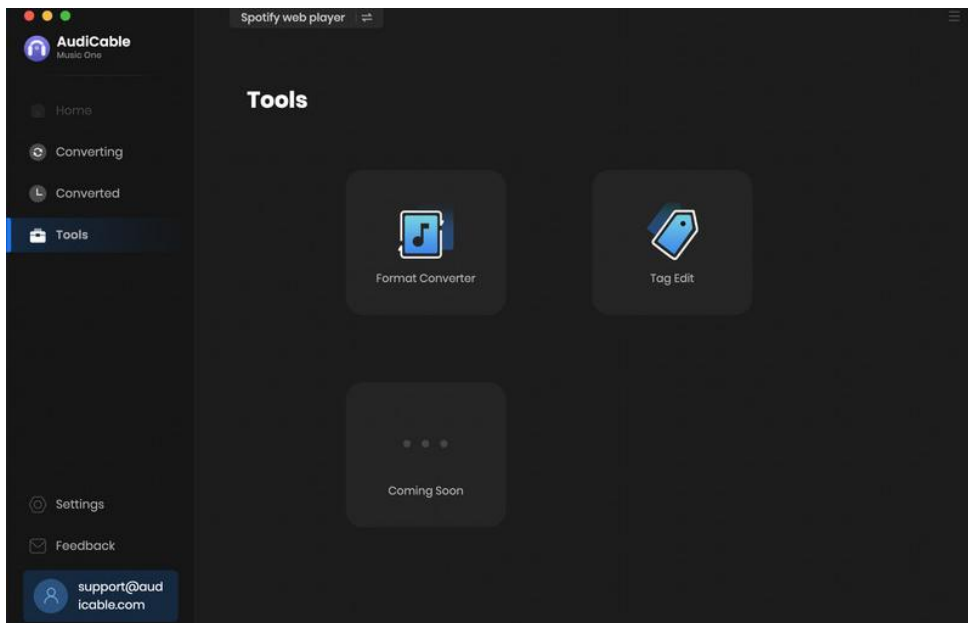 Spotify web player
AudiCable
Music One
Home
Converting
Converted
Tools
Settings
Feedback
support@aud
icable.com
Tools
Format Converter
Tag Edit
Coming Soon